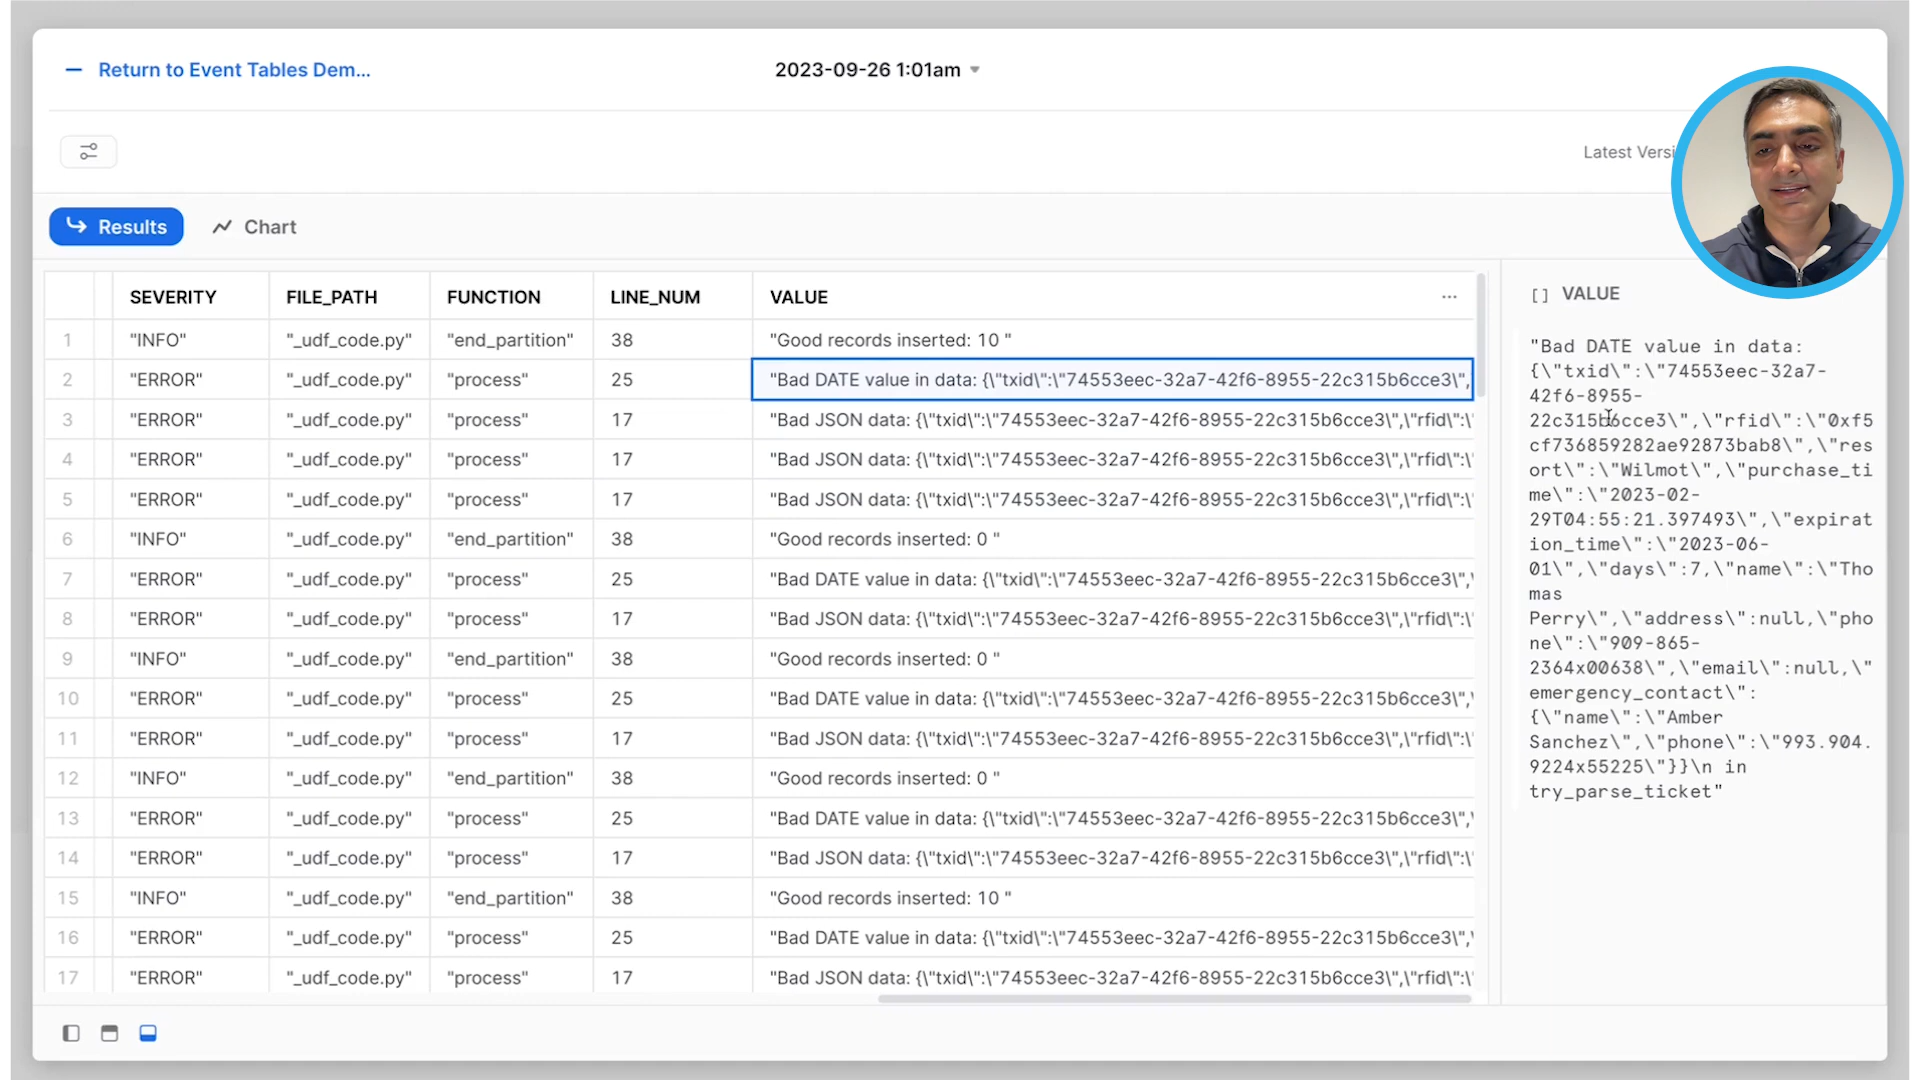 Return to Event Tables Dem...
2023-09-26 1:01am
Latest Versi
Results
Chart
SEVERITY FILE_PATH FUNCTION LINE_NUM VALUE ...
1 "INFO" "_udf_code.py" "end_partition" 38 "Good records inserted: 10 "
2 "ERROR" "_udf_code.py" "process" 25 "Bad DATE value in data: {\"txid\":\"74553eec-32a7-42f6-8955-22c315b6cce3\",
3 "ERROR" "_udf_code.py" "process" 17 "Bad JSON data: {\"txid\":\"74553eec-32a7-42f6-8955-22c315b6cce3\",\"rfid\":\"
4 "ERROR" "_udf_code.py" "process" 17 "Bad JSON data: {\"txid\":\"74553eec-32a7-42f6-8955-22c315b6cce3\",\"rfid\":\"
5 "ERROR" "_udf_code.py" "process" 17 "Bad JSON data: {\"txid\":\"74553eec-32a7-42f6-8955-22c315b6cce3\",\"rfid\":\"
6 "INFO" "_udf_code.py" "end_partition" 38 "Good records inserted: 0 "
7 "ERROR" "_udf_code.py" "process" 25 "Bad DATE value in data: {\"txid\":\"74553eec-32a7-42f6-8955-22c315b6cce3\",\
8 "ERROR" "_udf_code.py" "process" 17 "Bad JSON data: {\"txid\":\"74553eec-32a7-42f6-8955-22c315b6cce3\",\"rfid\":\"
9 "INFO" "_udf_code.py" "end_partition" 38 "Good records inserted: 0 "
10 "ERROR" "_udf_code.py" "process" 25 "Bad DATE value in data: {\"txid\":\"74553eec-32a7-42f6-8955-22c315b6cce3\",\
11 "ERROR" "_udf_code.py" "process" 17 "Bad JSON data: {\"txid\":\"74553eec-32a7-42f6-8955-22c315b6cce3\",\"rfid\":\"
12 "INFO" "_udf_code.py" "end_partition" 38 "Good records inserted: 0 "
13 "ERROR" "_udf_code.py" "process" 25 "Bad DATE value in data: {\"txid\":\"74553eec-32a7-42f6-8955-22c315b6cce3\",\
14 "ERROR" "_udf_code.py" "process" 17 "Bad JSON data: {\"txid\":\"74553eec-32a7-42f6-8955-22c315b6cce3\",\"rfid\":\"
15 "INFO" "_udf_code.py" "end_partition" 38 "Good records inserted: 10 "
16 "ERROR" "_udf_code.py" "process" 25 "Bad DATE value in data: {\"txid\":\"74553eec-32a7-42f6-8955-22c315b6cce3\",\
17 "ERROR" "_udf_code.py" "process" 17 "Bad JSON data: {\"txid\":\"74553eec-32a7-42f6-8955-22c315b6cce3\",\"rfid\":\"
[] VALUE
"Bad DATE value in data:
{\"txid\":\"74553eec-32a7-
42f6-8955-
22c315b6cce3\",\"rfid\":\"0xf5
cf736859282ae92873bab8\",\"res
ort\":\"Wilmot\",\"purchase_ti
me\":\"2023-02-
29T04:55:21.397493\",\"expirat
ion_time\":\"2023-06-
01\",\"days\":7,\"name\":\"Tho
mas
Perry\",\"address\":null,\"pho
ne\":\"909-865-
2364x00638\",\"email\":null,\"
emergency_contact\":
{\"name\":\"Amber
Sanchez\",\"phone\":\"993.904.
9224x55225\"}}\n in
try_parse_ticket"